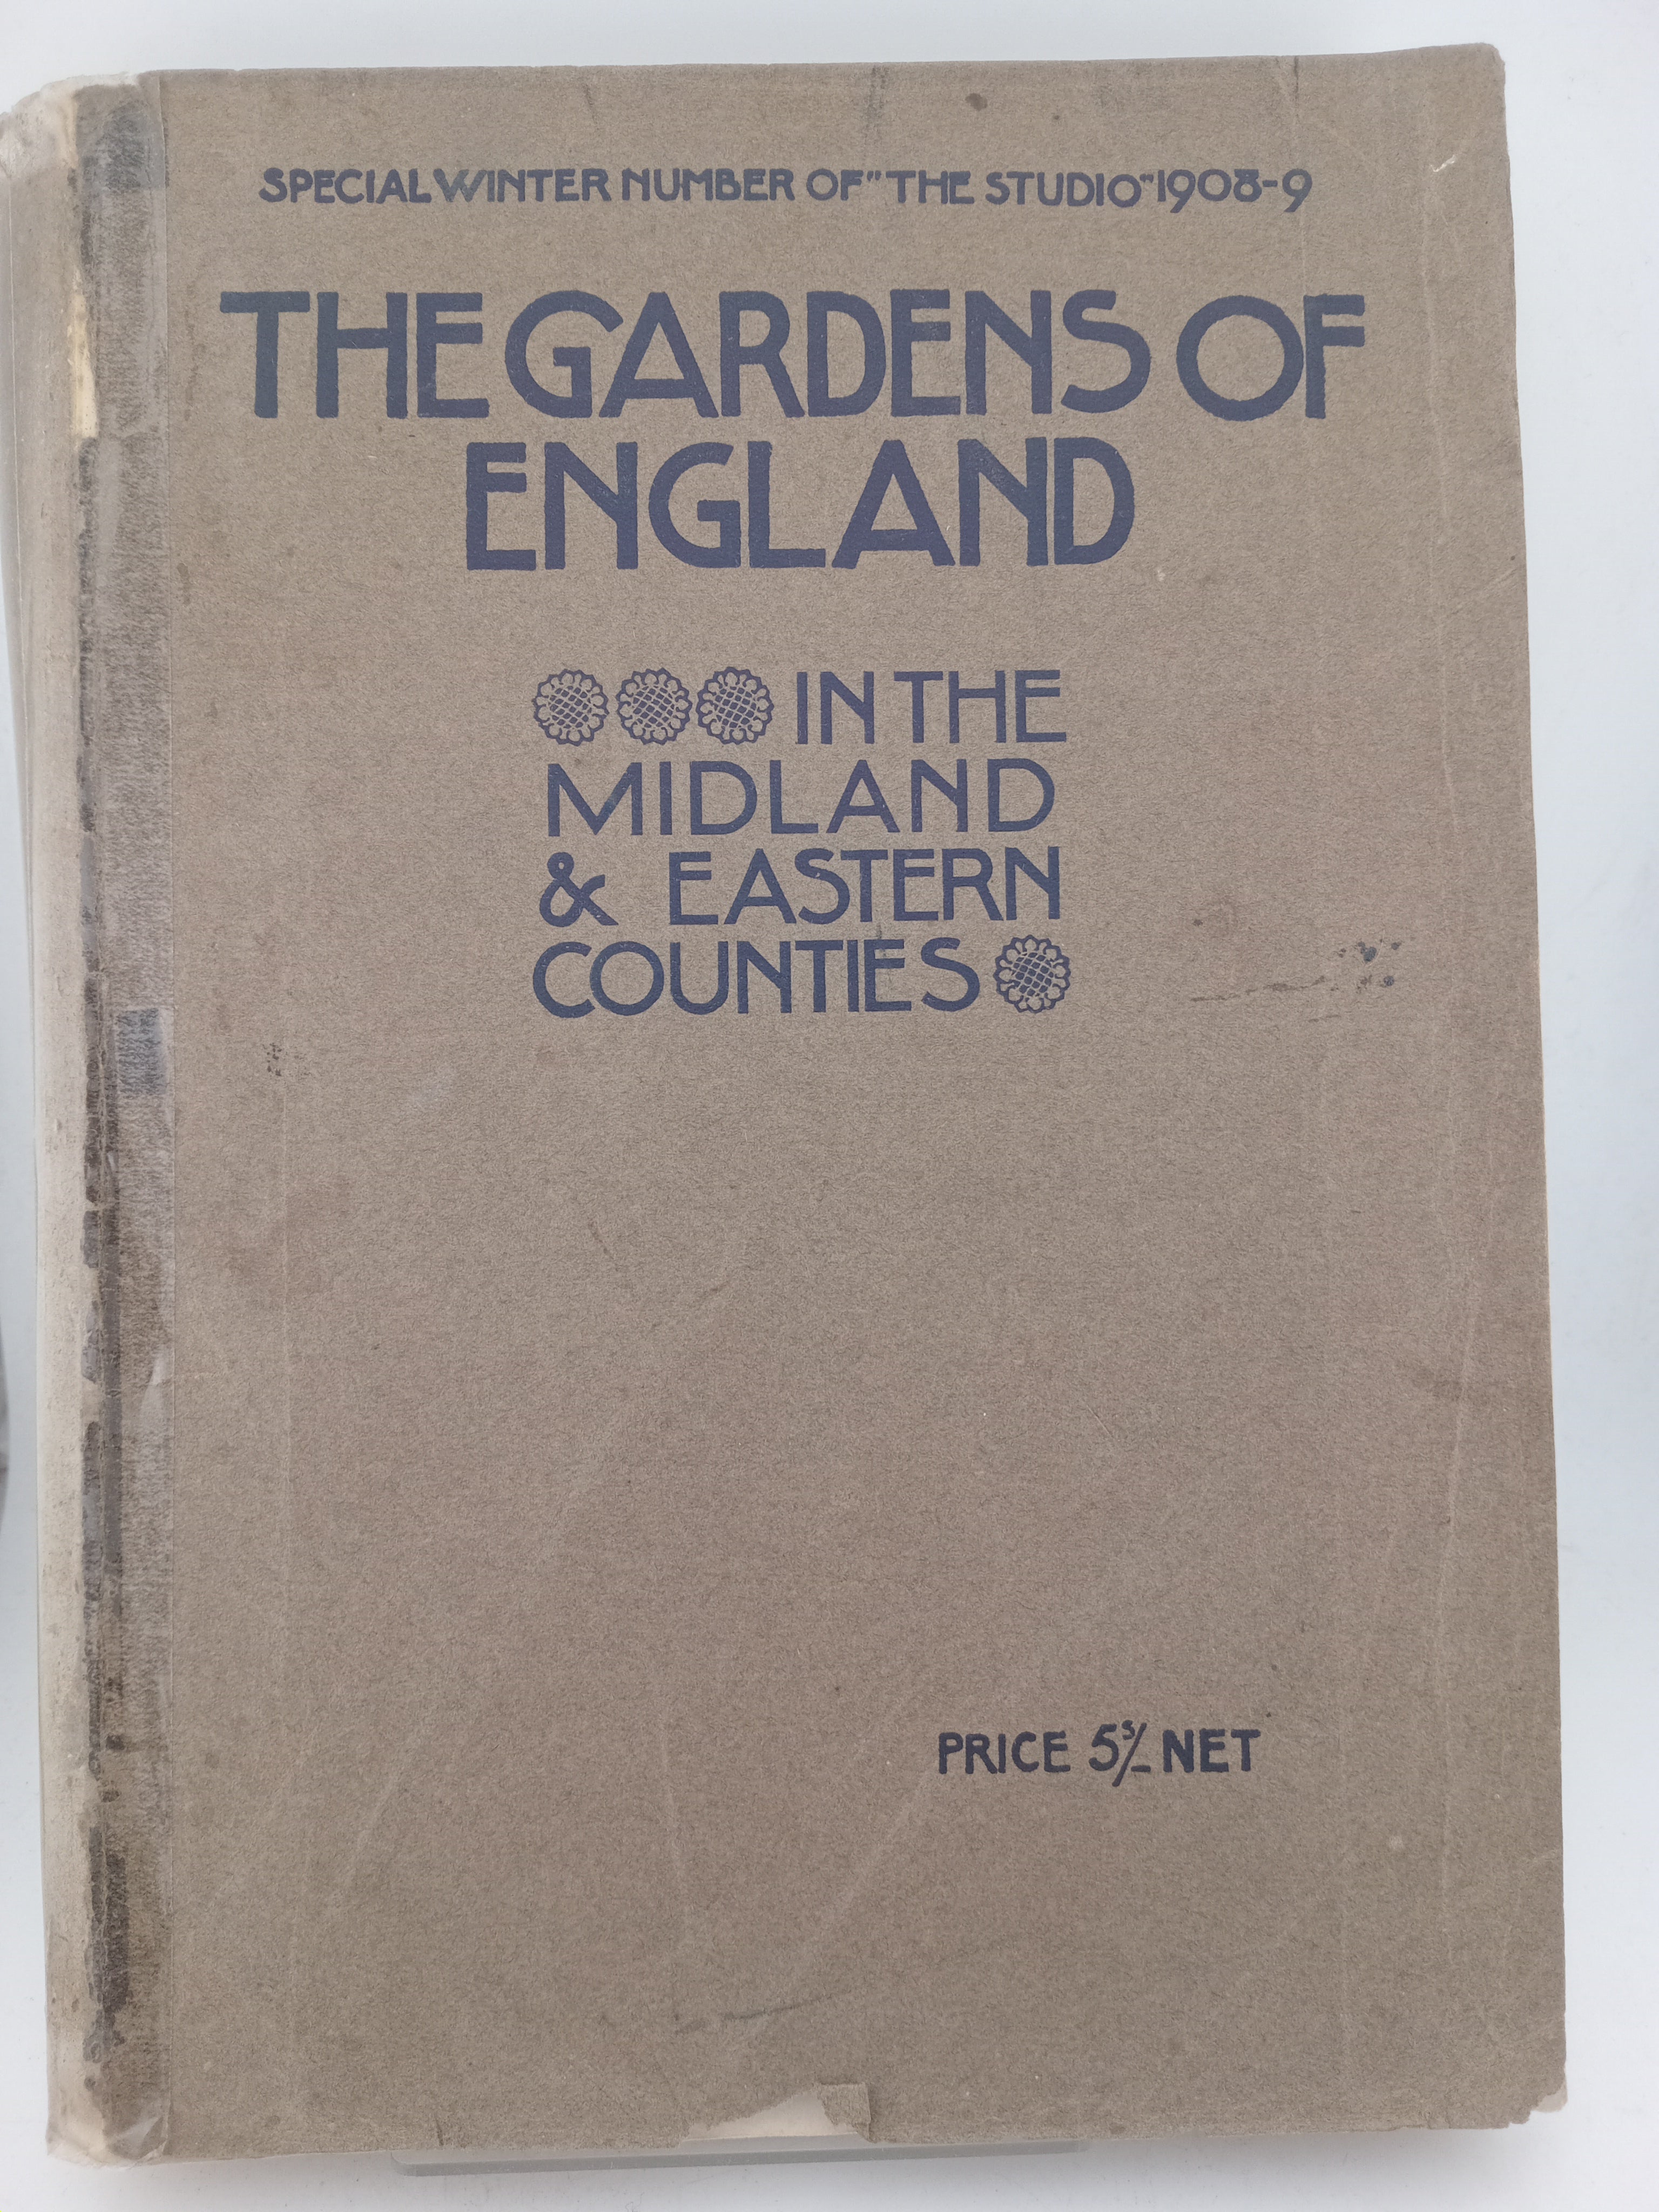 SPECIAL WINTER NUMBER OF "THE STUDIO" 1908-9
THE GARDENS OF
ENGLAND
IN THE
MIDLAND
& EASTERN
COUNTIES
PRICE 5S/- NET